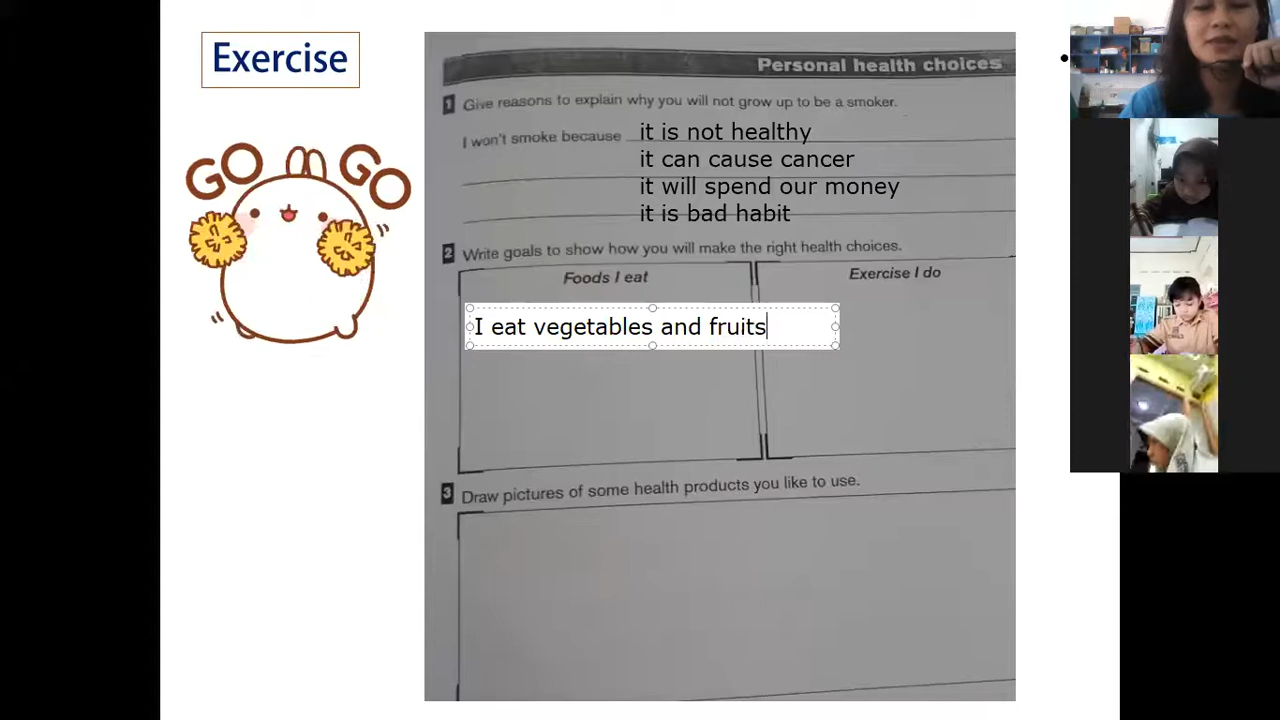 Exercise
GO GO
Personal health choices
1 Give reasons to explain why you will not grow up to be a smoker.
I won't smoke because it is not healthy
it can cause cancer
it will spend our money
it is bad habit
2 Write goals to show how you will make the right health choices.
Foods I eat
Exercise I do
I eat vegetables and fruits
3 Draw pictures of some health products you like to use.